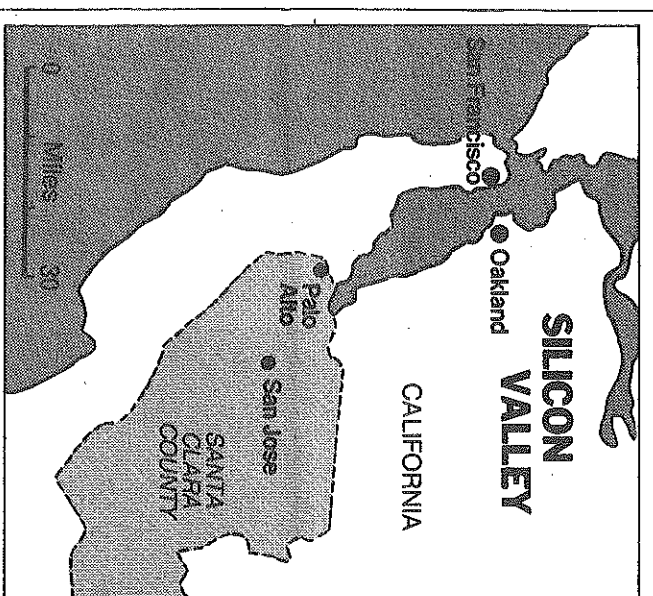 SILICON
VALLEY
San Francisco
Oakland
CALIFORNIA
Palo
Alto
San Jose
SANTA
CLARA
COUNTY
0 30
Miles